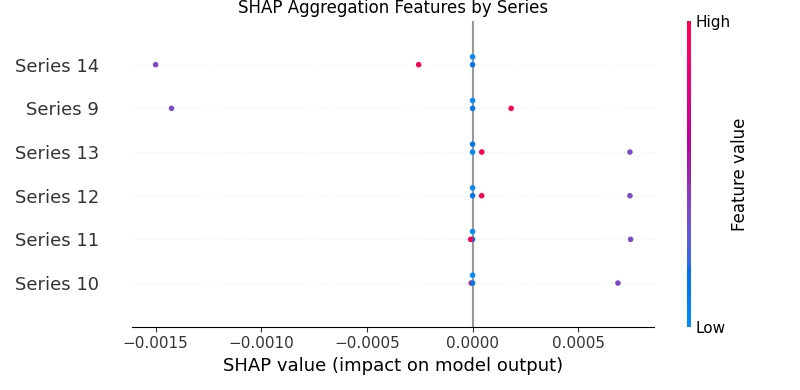 SHAP Aggregation Features by Series
High
Series 14
Series 9
Series 13
Series 12
Series 11
Series 10
Feature value
Low
−0.0015 −0.0010 −0.0005 0.0000 0.0005
SHAP value (impact on model output)